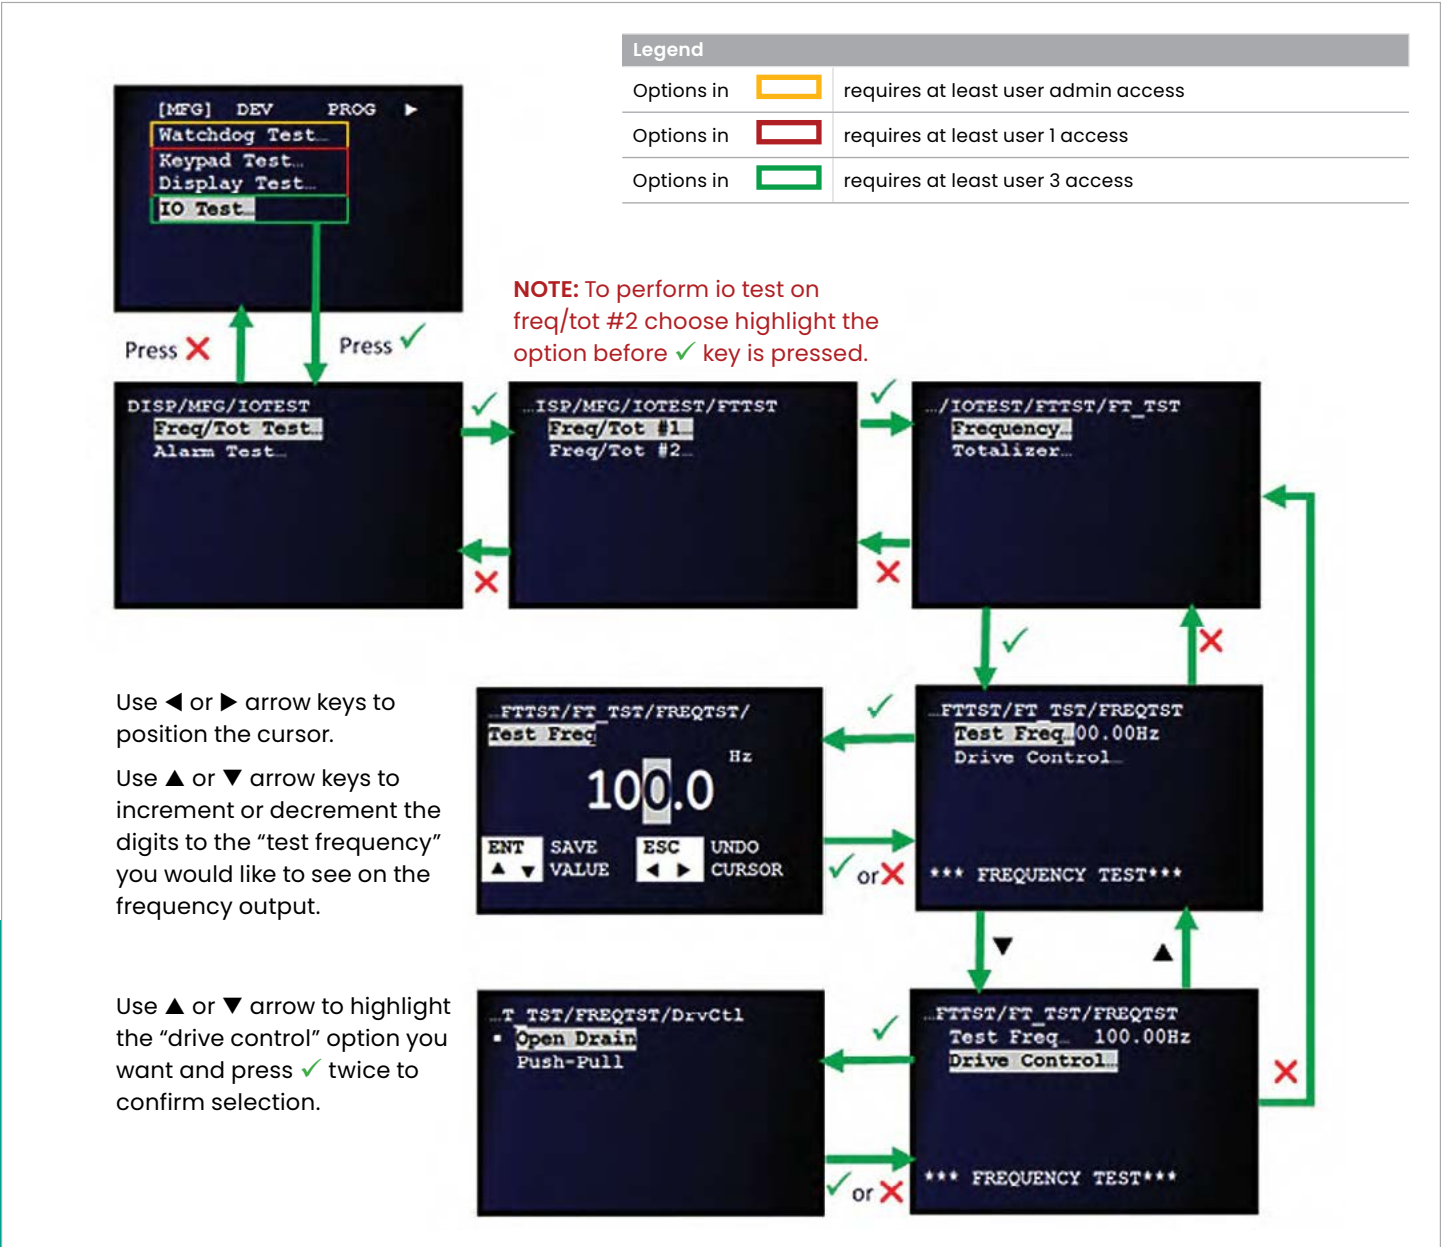 Legend
Options in requires at least user admin access
Options in requires at least user 1 access
Options in requires at least user 3 access
[MFG] DEV PROG ►
Watchdog Test…
Keypad Test…
Display Test…
IO Test…
Press ✕
Press ✓
NOTE: To perform io test on
freq/tot #2 choose highlight the
option before ✓ key is pressed.
DISP/MFG/IOTEST
Freq/Tot Test…
Alarm Test…
…ISP/MFG/IOTEST/FTTST
Freq/Tot #1…
Freq/Tot #2…
…/IOTEST/FTTST/FT_TST
Frequency…
Totalizer…
Use ◀ or ▶ arrow keys to
position the cursor.
Use ▲ or ▼ arrow keys to
increment or decrement the
digits to the “test frequency”
you would like to see on the
frequency output.
…FTTST/FT_TST/FREQTST/
Test Freq
Hz
100.0
ENT SAVE ESC UNDO
▲ ▼ VALUE ◀ ▶ CURSOR
✓ or ✕
…FTTST/FT_TST/FREQTST
Test Freq…00.00Hz
Drive Control…
*** FREQUENCY TEST***
Use ▲ or ▼ arrow to highlight
the “drive control” option you
want and press ✓ twice to
confirm selection.
…T_TST/FREQTST/DrvCtl
▪ Open Drain
Push-Pull
✓ or ✕
…FTTST/FT_TST/FREQTST
Test Freq… 100.00Hz
Drive Control…
*** FREQUENCY TEST***